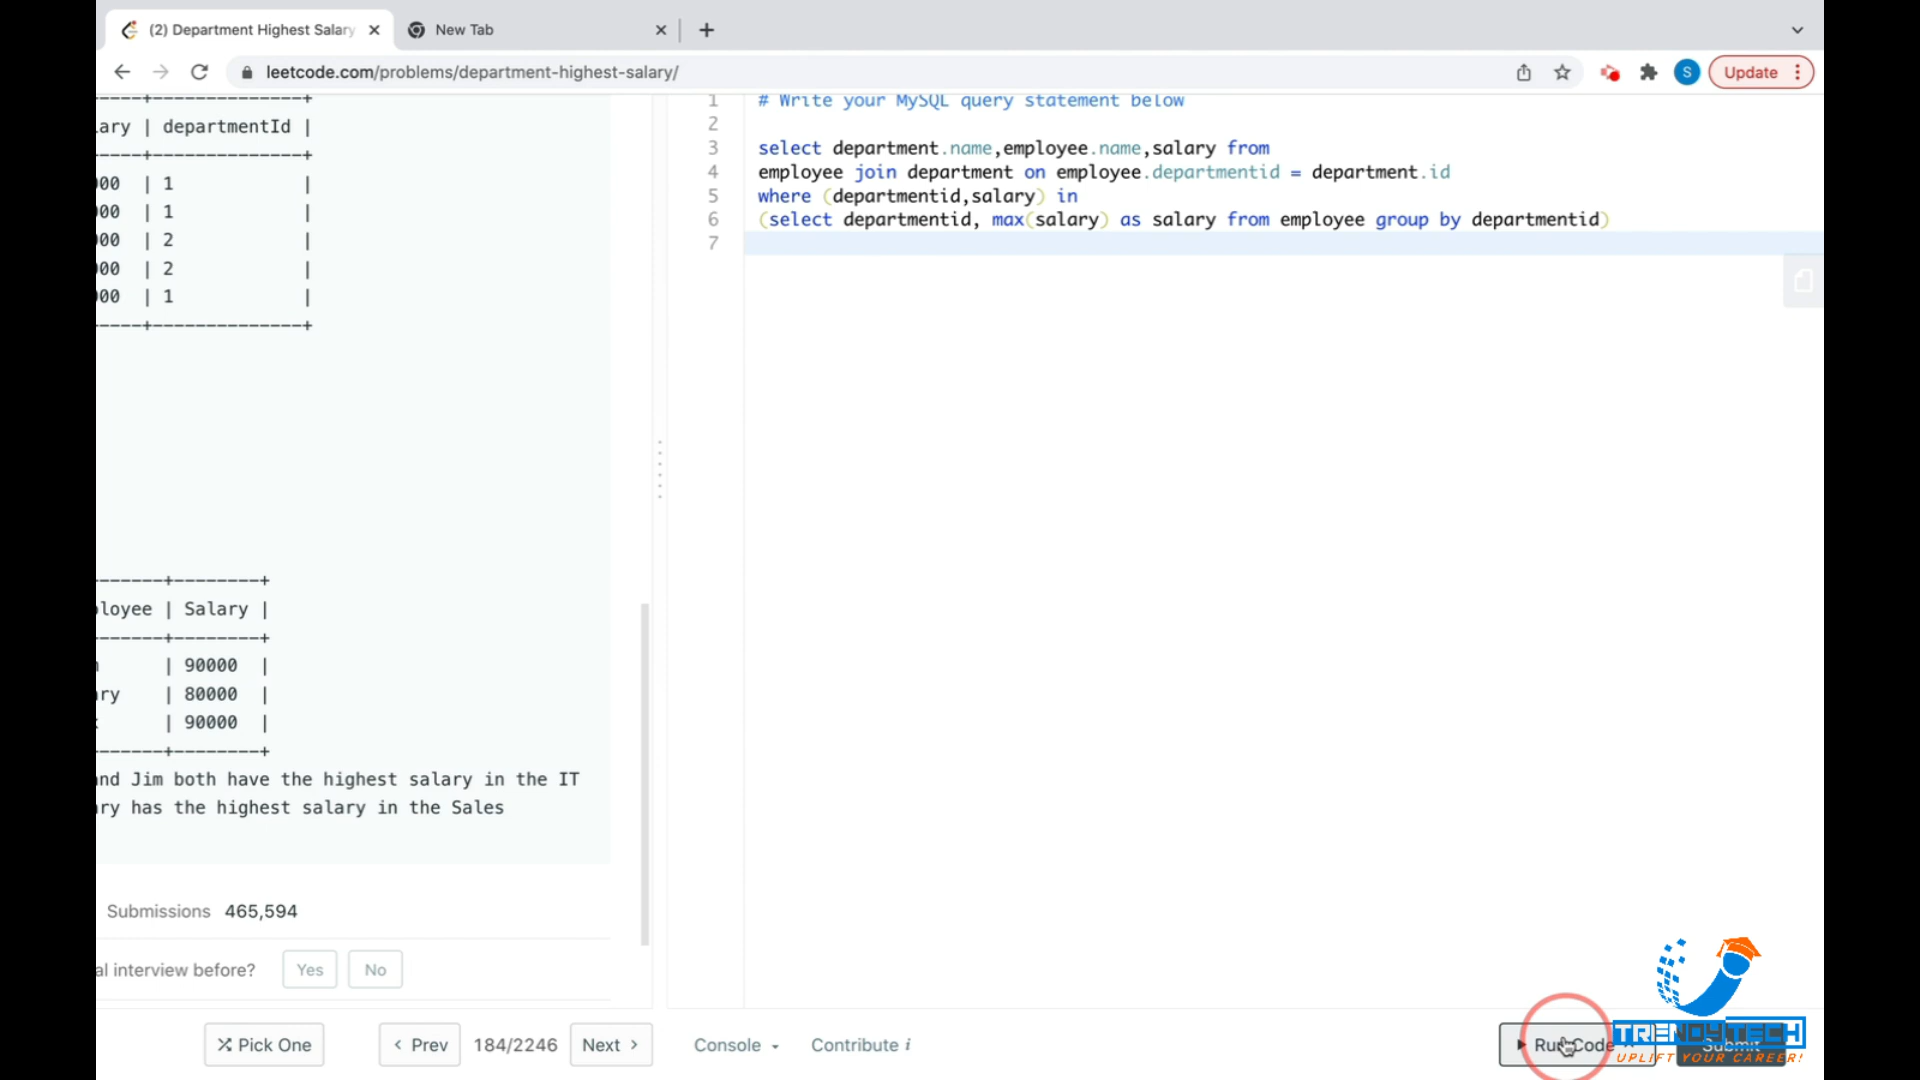 (2) Department Highest Salary
New Tab
leetcode.com/problems/department-highest-salary/
S
Update
-----+--------------+
ary | departmentId |
-----+--------------+
00 | 1 |
00 | 1 |
00 | 2 |
00 | 2 |
00 | 1 |
-----+--------------+
-------+--------+
loyee | Salary |
-------+--------+
| 90000 |
ry | 80000 |
| 90000 |
-------+--------+
nd Jim both have the highest salary in the IT
ry has the highest salary in the Sales
Submissions 465,594
al interview before? Yes No
Pick One
< Prev 184/2246 Next >
1 # Write your MySQL query statement below
2
3 select department.name,employee.name,salary from
4 employee join department on employee.departmentid = department.id
5 where (departmentid,salary) in
6 (select departmentid, max(salary) as salary from employee group by departmentid)
7
Console
Contribute i
Run Code
Submit
TRENDYTECH
UPLIFT YOUR CAREER!